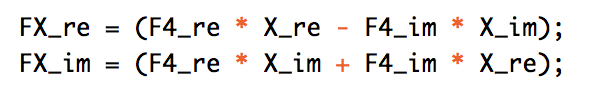 FX_re = (F4_re * X_re - F4_im * X_im);
FX_im = (F4_re * X_im + F4_im * X_re);